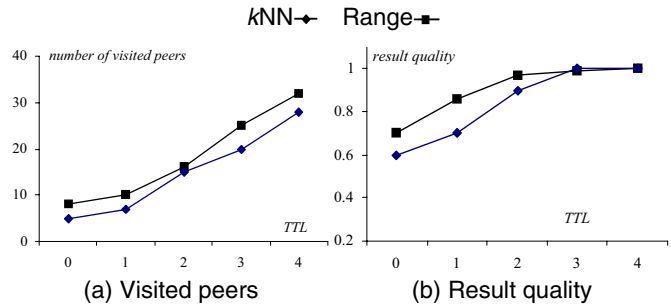 kNN Range
number of visited peers
40
30
20
10
0
0 1 2 3 4
TTL
(a) Visited peers
result quality
1
0.8
0.6
0.4
0.2
0 1 2 3 4
TTL
(b) Result quality